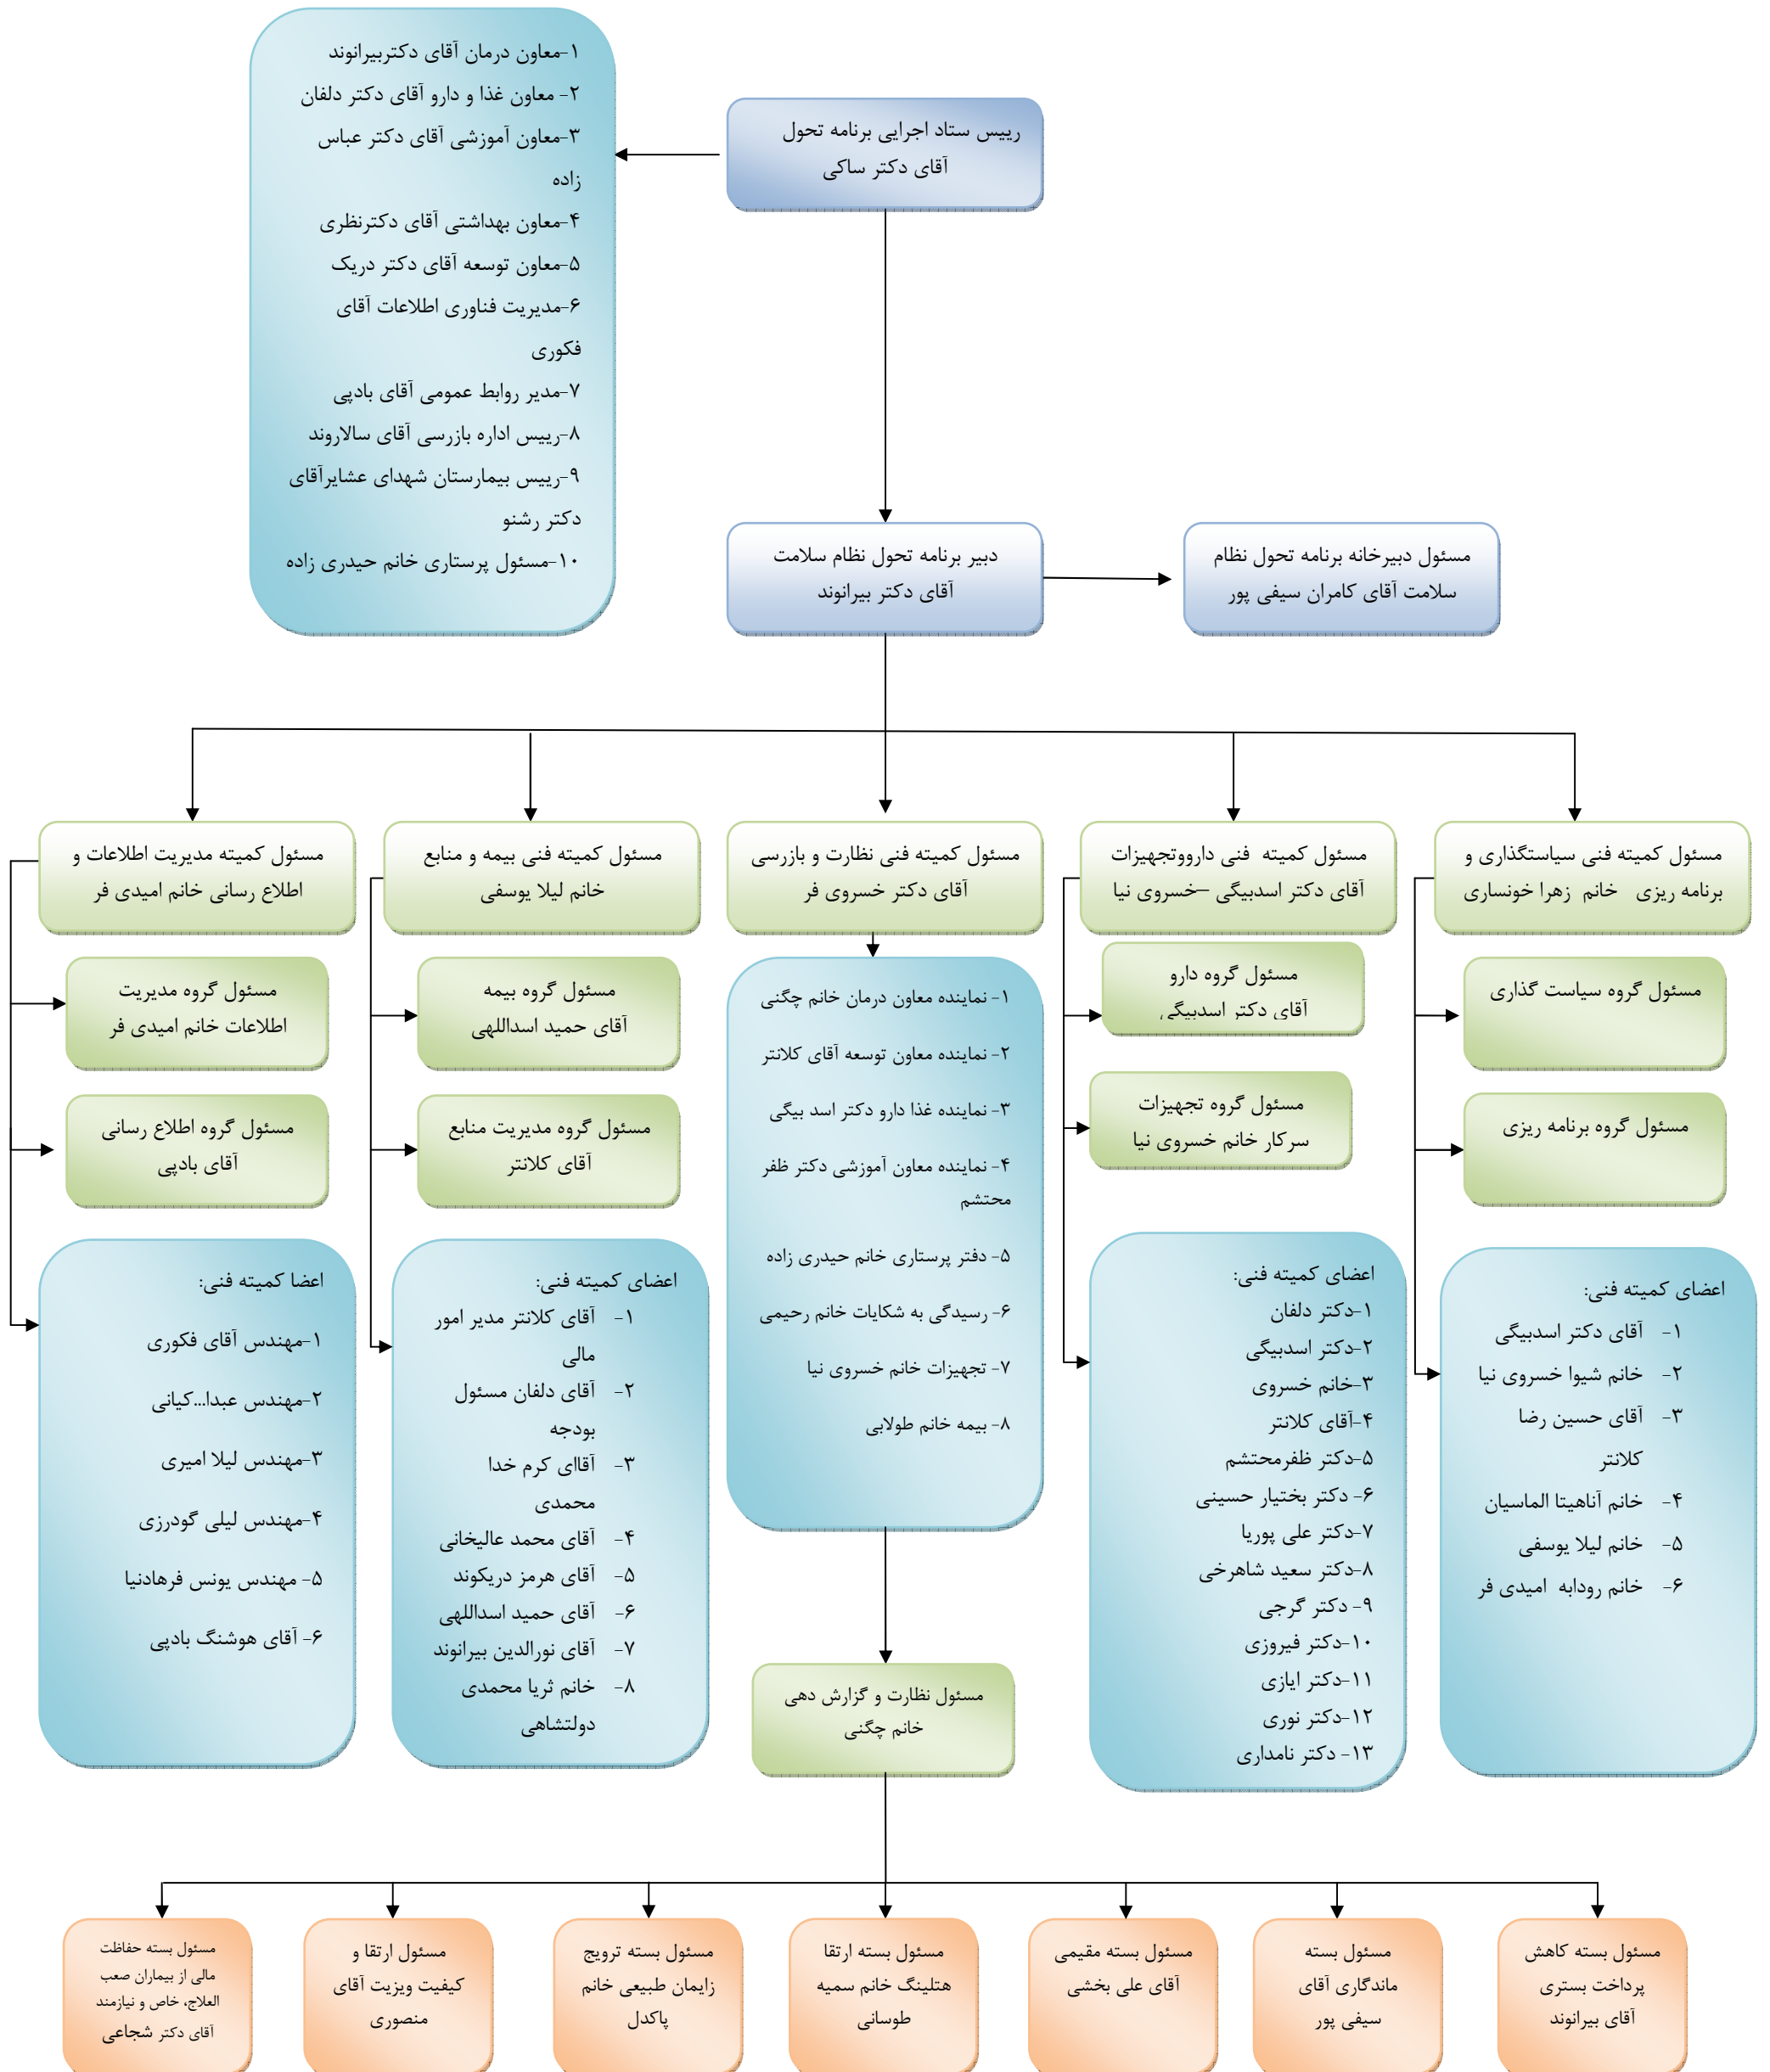 ۱-معاون درمان آقای دکتربیرانوند
۲- معاون غذا و دارو آقای دکتر دلفان
۳-معاون آموزشی آقای دکتر عباس
زاده
۴-معاون بهداشتی آقای دکترنظری
۵-معاون توسعه آقای دکتر دریک
۶-مدیریت فناوری اطلاعات آقای
فکوری
۷-مدیر روابط عمومی آقای بادپی
۸-رییس اداره بازرسی آقای سالاروند
۹-رییس بیمارستان شهدای عشایرآقای
دکتر رشنو
۱۰-مسئول پرستاری خانم حیدری زاده
رییس ستاد اجرایی برنامه تحول
آقای دکتر ساکی
دبیر برنامه تحول نظام سلامت
آقای دکتر بیرانوند
مسئول دبیرخانه برنامه تحول نظام
سلامت آقای کامران سیفی پور
مسئول کمیته فنی سیاستگذاری و
برنامه ریزی خانم زهرا خونساری
مسئول گروه سیاست گذاری
مسئول گروه برنامه ریزی
اعضای کمیته فنی:
۱- آقای دکتر اسدبیگی
۲- خانم شیوا خسروی نیا
۳- آقای حسین رضا
کلانتر
۴- خانم آناهیتا الماسیان
۵- خانم لیلا یوسفی
۶- خانم رودابه امیدی فر
مسئول کمیته فنی دارووتجهیزات
آقای دکتر اسدبیگی –خسروی نیا
مسئول گروه دارو
آقای دکتر اسدبیگی
مسئول گروه تجهیزات
سرکار خانم خسروی نیا
اعضای کمیته فنی:
۱-دکتر دلفان
۲-دکتر اسدبیگی
۳-خانم خسروی
۴-آقای کلانتر
۵-دکتر ظفرمحتشم
۶- دکتر بختیار حسینی
۷-دکتر علی پوریا
۸-دکتر سعید شاهرخی
۹- دکتر گرجی
۱۰-دکتر فیروزی
۱۱-دکتر ایازی
۱۲-دکتر نوری
۱۳- دکتر نامداری
مسئول کمیته فنی نظارت و بازرسی
آقای دکتر خسروی فر
۱- نماینده معاون درمان خانم چگنی
۲- نماینده معاون توسعه آقای کلانتر
۳- نماینده غذا دارو دکتر اسد بیگی
۴- نماینده معاون آموزشی دکتر ظفر
محتشم
۵- دفتر پرستاری خانم حیدری زاده
۶- رسیدگی به شکایات خانم رحیمی
۷- تجهیزات خانم خسروی نیا
۸- بیمه خانم طولابی
مسئول کمیته فنی بیمه و منابع
خانم لیلا یوسفی
مسئول گروه بیمه
آقای حمید اسداللهی
مسئول گروه مدیریت منابع
آقای کلانتر
اعضای کمیته فنی:
۱- آقای کلانتر مدیر امور
مالی
۲- آقای دلفان مسئول
بودجه
۳- آقاای کرم خدا
محمدی
۴- آقای محمد عالیخانی
۵- آقای هرمز دریکوند
۶- آقای حمید اسداللهی
۷- آقای نورالدین بیرانوند
۸- خانم ثریا محمدی
دولتشاهی
مسئول کمیته مدیریت اطلاعات و
اطلاع رسانی خانم امیدی فر
مسئول گروه مدیریت
اطلاعات خانم امیدی فر
مسئول گروه اطلاع رسانی
آقای بادپی
اعضا کمیته فنی:
۱-مهندس آقای فکوری
۲-مهندس عبدا...کیانی
۳-مهندس لیلا امیری
۴-مهندس لیلی گودرزی
۵- مهندس یونس فرهادنیا
۶- آقای هوشنگ بادپی
مسئول نظارت و گزارش دهی
خانم چگنی
مسئول بسته کاهش
پرداخت بستری
آقای بیرانوند
مسئول بسته
ماندگاری آقای
سیفی پور
مسئول بسته مقیمی
آقای علی بخشی
مسئول بسته ارتقا
هتلینگ خانم سمیه
طوسانی
مسئول بسته ترویج
زایمان طبیعی خانم
پاکدل
مسئول ارتقا و
کیفیت ویزیت آقای
منصوری
مسئول بسته حفاظت
مالی از بیماران صعب
العلاج، خاص و نیازمند
آقای دکتر شجاعی